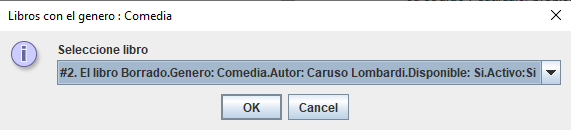 Libros con el genero : Comedia
Seleccione libro
#2. El libro Borrado.Genero: Comedia.Autor: Caruso Lombardi.Disponible: Si.Activo:Si
OK Cancel